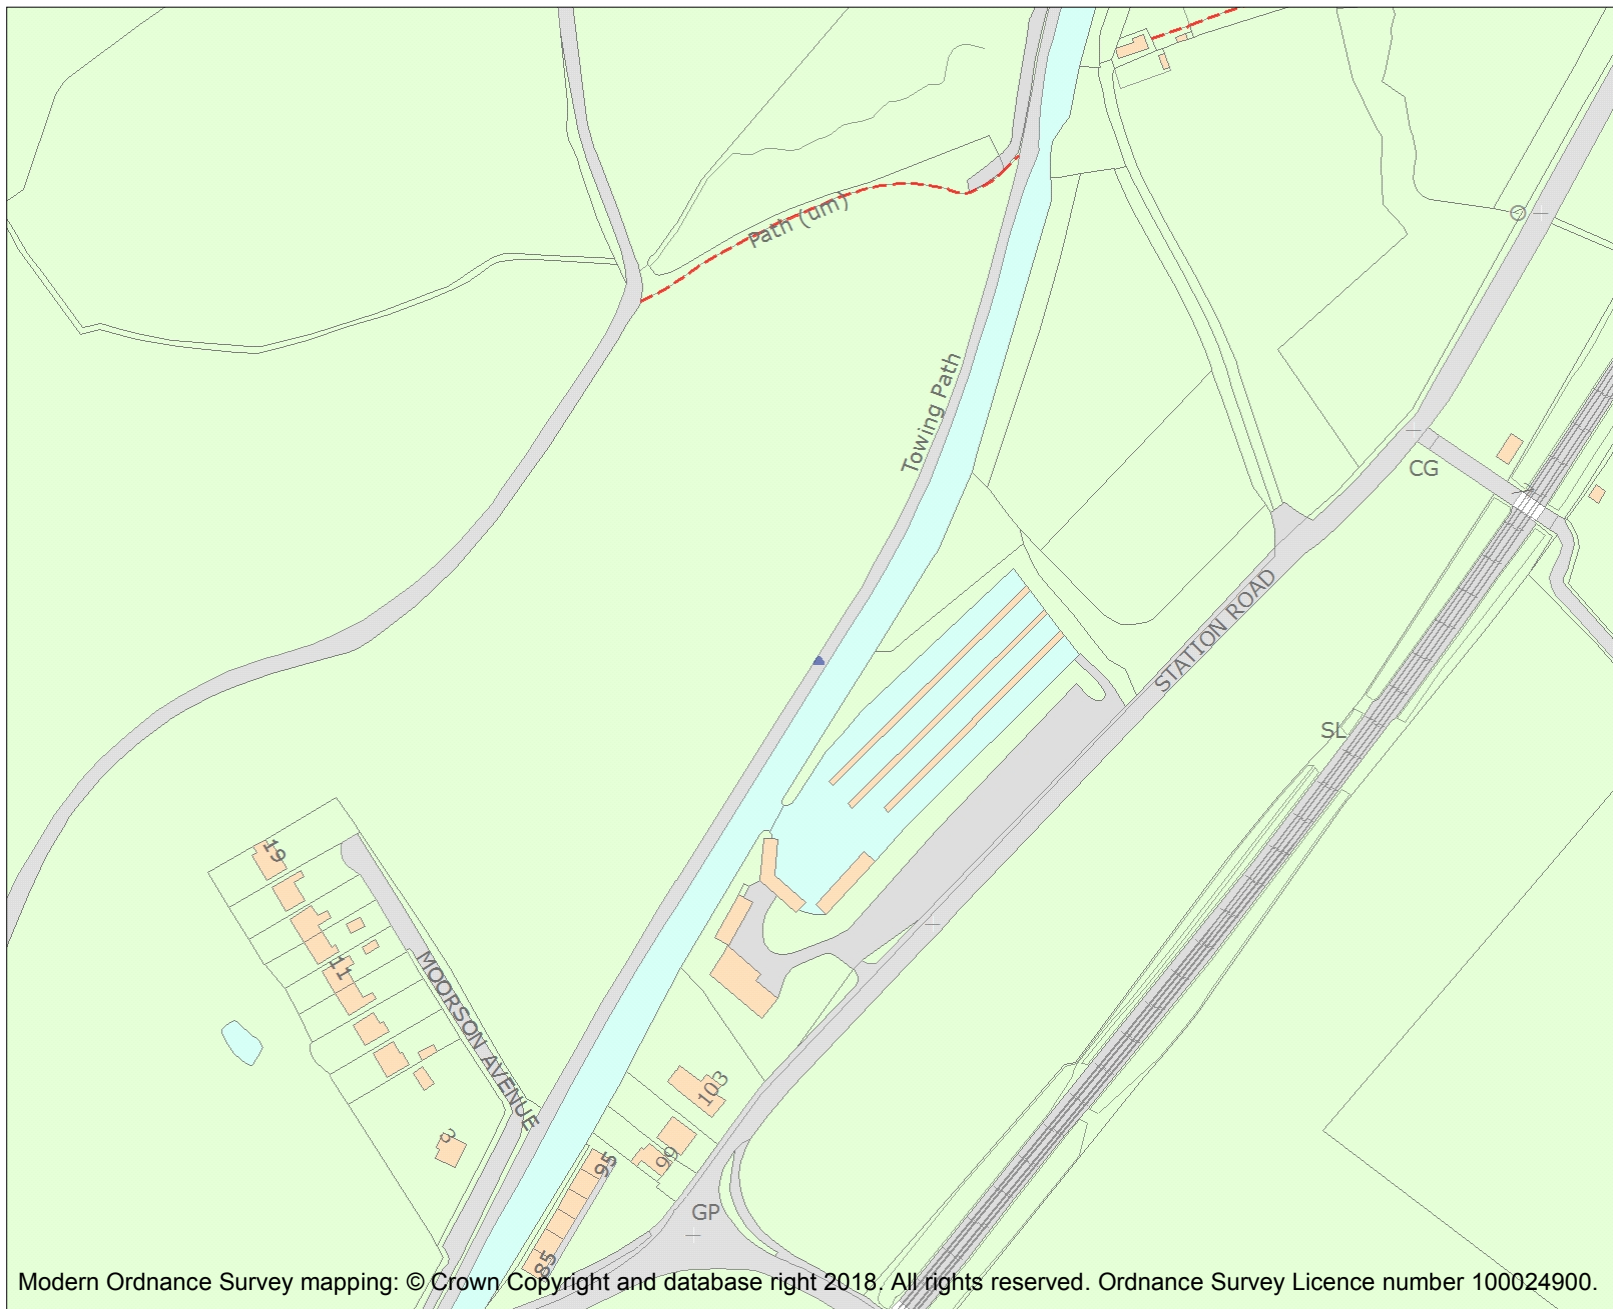 Path (um)
Towing Path
CG
STATION ROAD
SL
19
11
MOORSON AVENUE
3
103
99
95
GP
85
Modern Ordnance Survey mapping: © Crown Copyright and database right 2018. All rights reserved. Ordnance Survey Licence number 100024900.